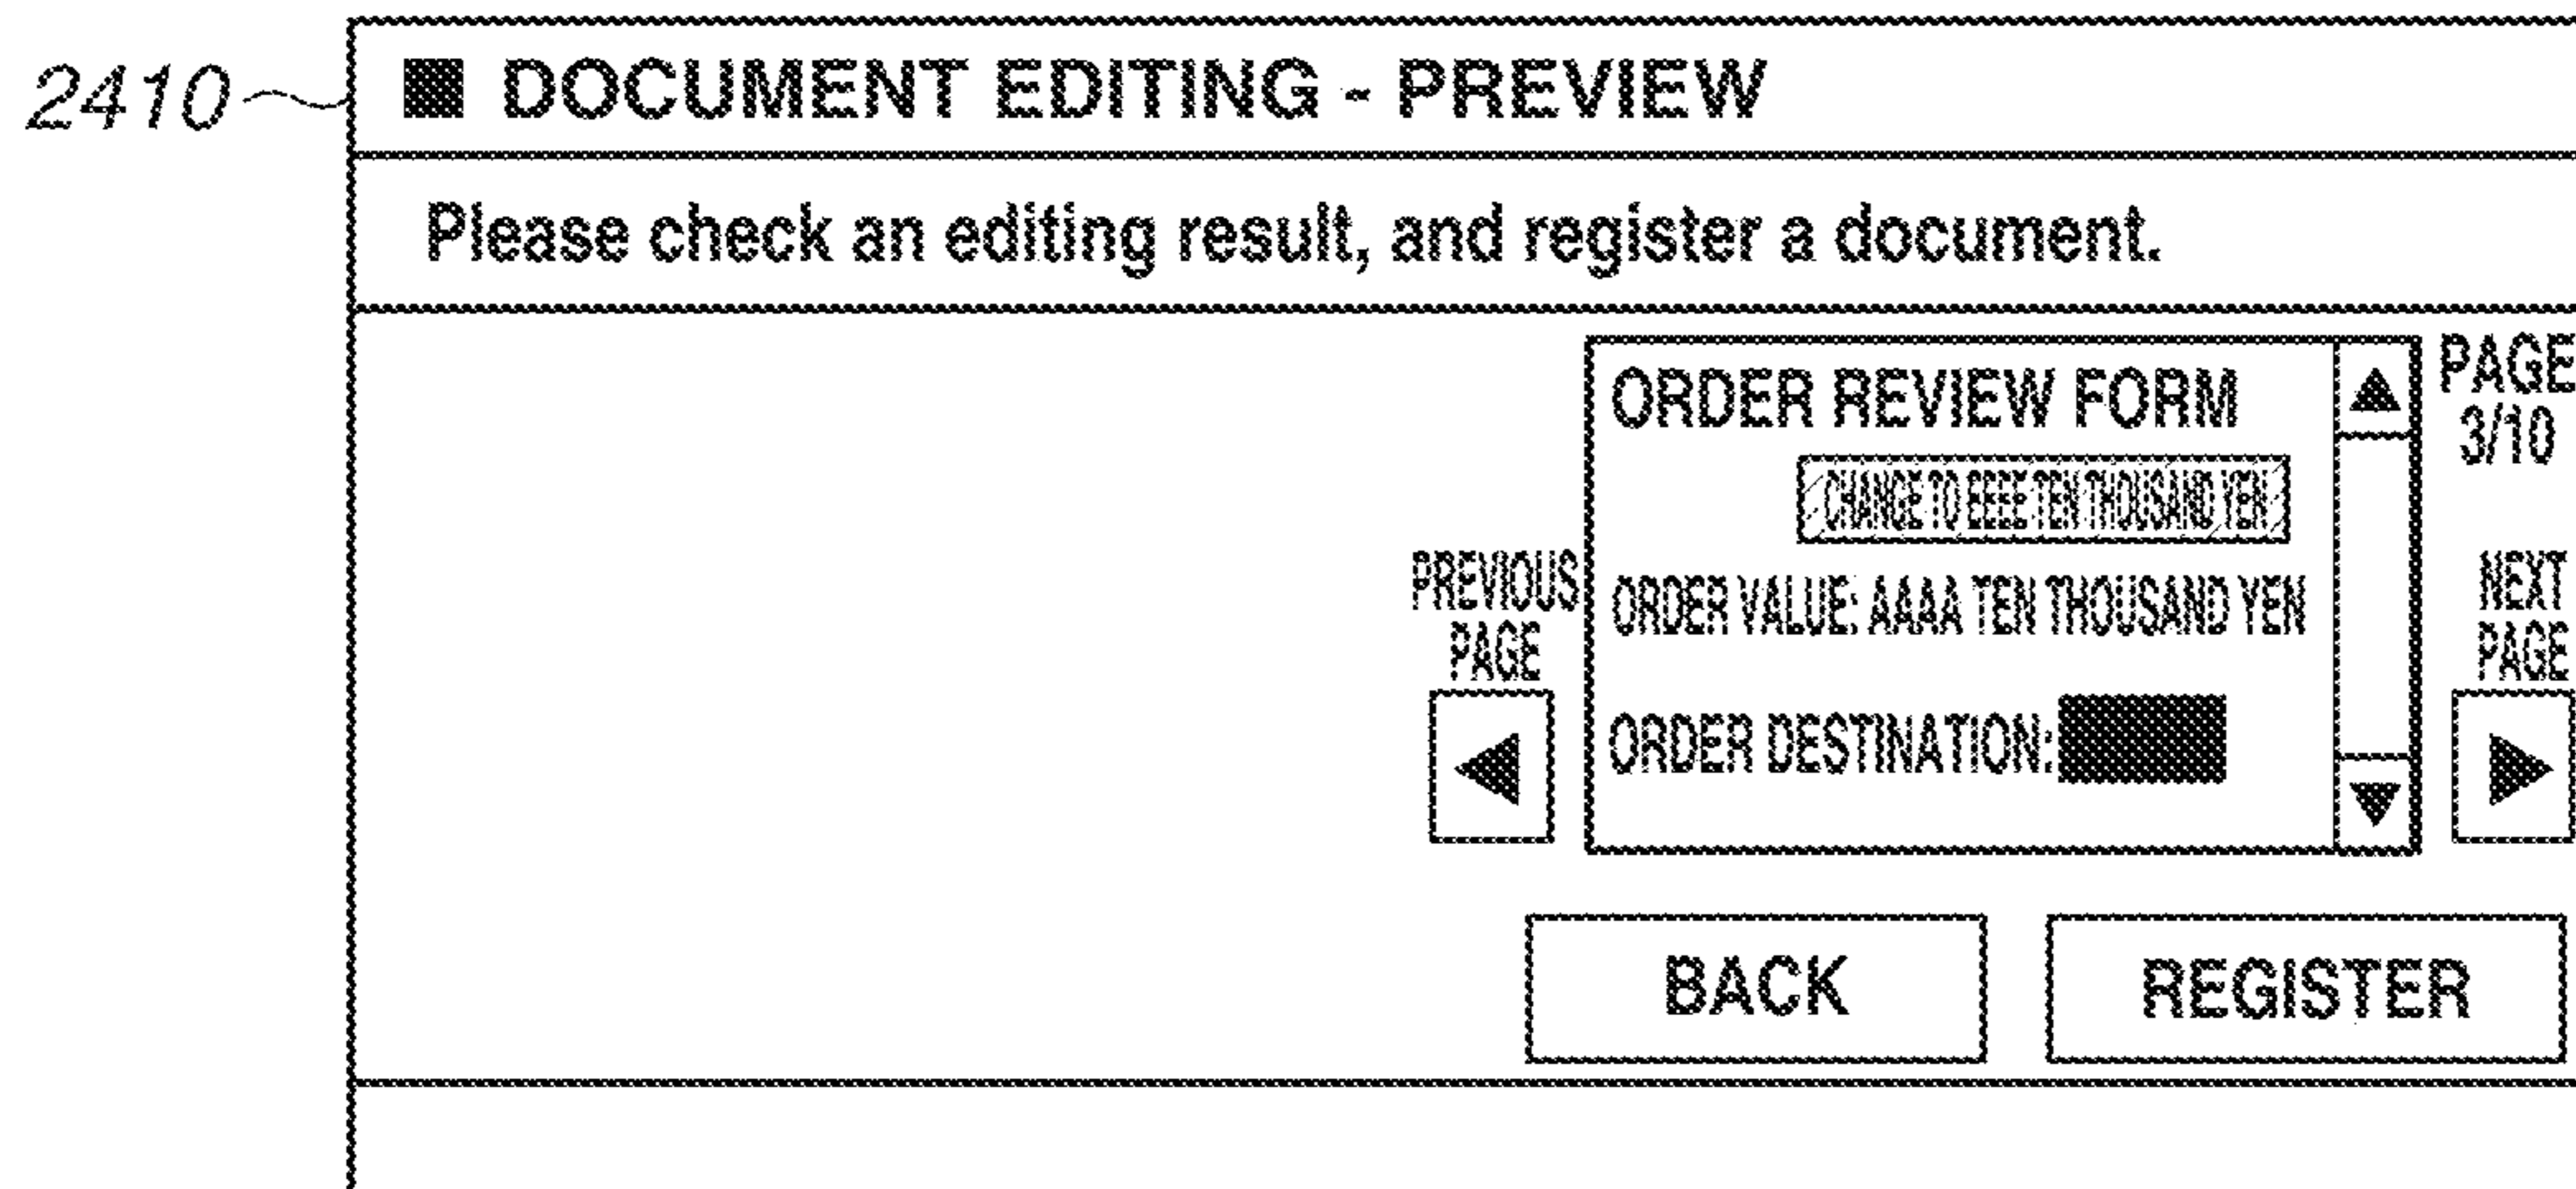 2410
■ DOCUMENT EDITING - PREVIEW
Please check an editing result, and register a document.
ORDER REVIEW FORM
CHANGE TO EEEE TEN THOUSAND YEN
ORDER VALUE: AAAA TEN THOUSAND YEN
ORDER DESTINATION:
PAGE
3/10
PREVIOUS
PAGE
NEXT
PAGE
BACK
REGISTER